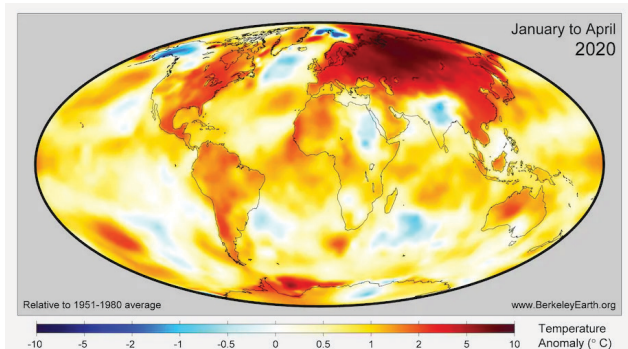 January to April
2020
Relative to 1951-1980 average
www.BerkeleyEarth.org
-10 -5 -2 -1 -0.5 0 0.5 1 2 5 10
Temperature
Anomaly (° C)